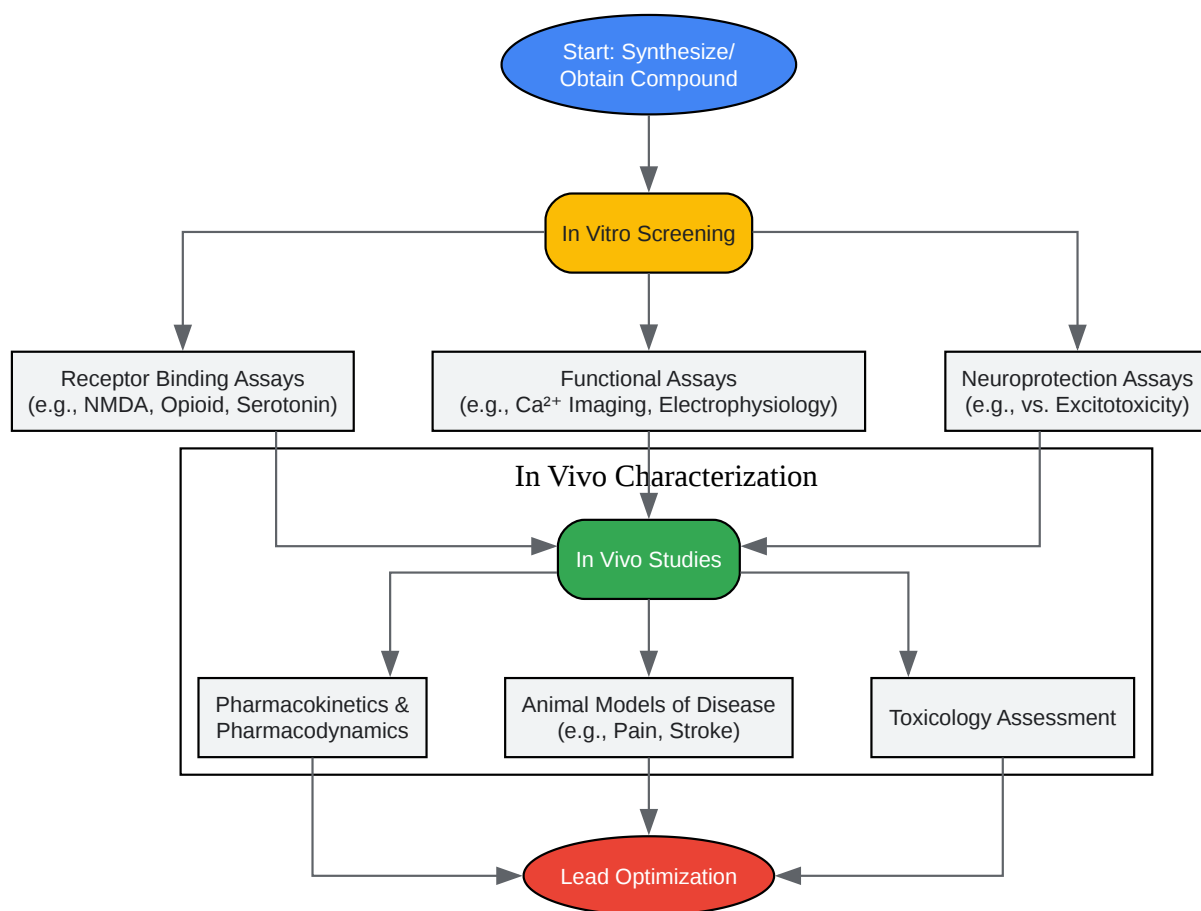 Start: Synthesize/
Obtain Compound
In Vitro Screening
Receptor Binding Assays
(e.g., NMDA, Opioid, Serotonin)
Functional Assays
(e.g., Ca²⁺ Imaging, Electrophysiology)
Neuroprotection Assays
(e.g., vs. Excitotoxicity)
In Vivo Characterization
In Vivo Studies
Pharmacokinetics &
Pharmacodynamics
Animal Models of Disease
(e.g., Pain, Stroke)
Toxicology Assessment
Lead Optimization